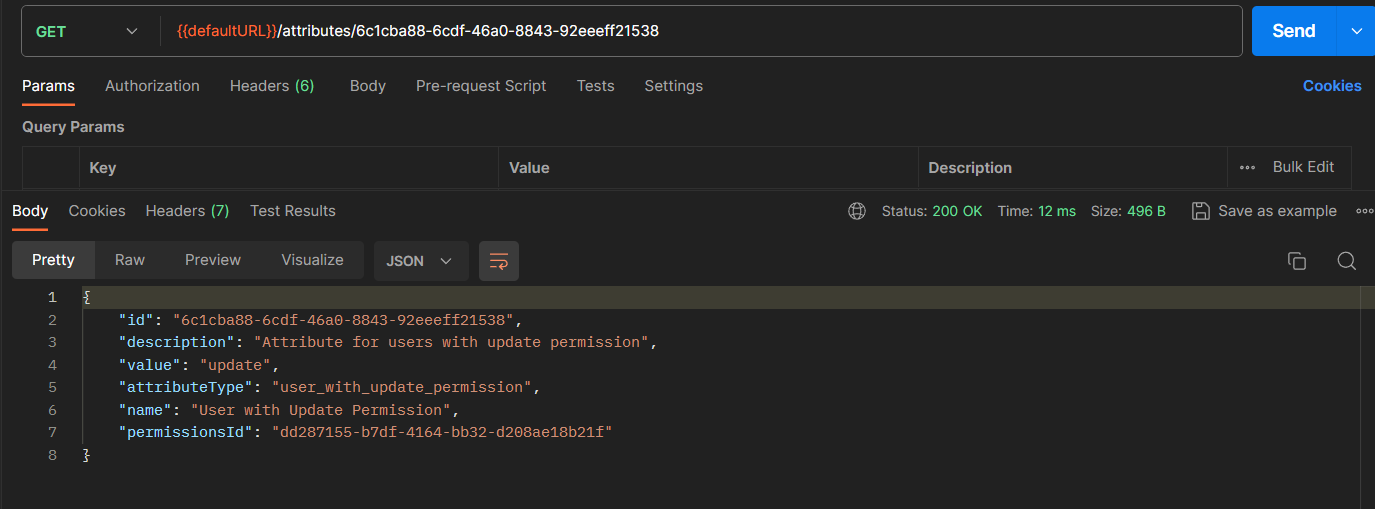 GET {{defaultURL}}/attributes/6c1cba88-6cdf-46a0-8843-92eeeff21538 Send
Params Authorization Headers (6) Body Pre-request Script Tests Settings Cookies
Query Params
Key Value Description Bulk Edit
Body Cookies Headers (7) Test Results Status: 200 OK Time: 12 ms Size: 496 B Save as example
Pretty Raw Preview Visualize JSON
1 {
2 "id": "6c1cba88-6cdf-46a0-8843-92eeeff21538",
3 "description": "Attribute for users with update permission",
4 "value": "update",
5 "attributeType": "user_with_update_permission",
6 "name": "User with Update Permission",
7 "permissionsId": "dd287155-b7df-4164-bb32-d208ae18b21f"
8 }